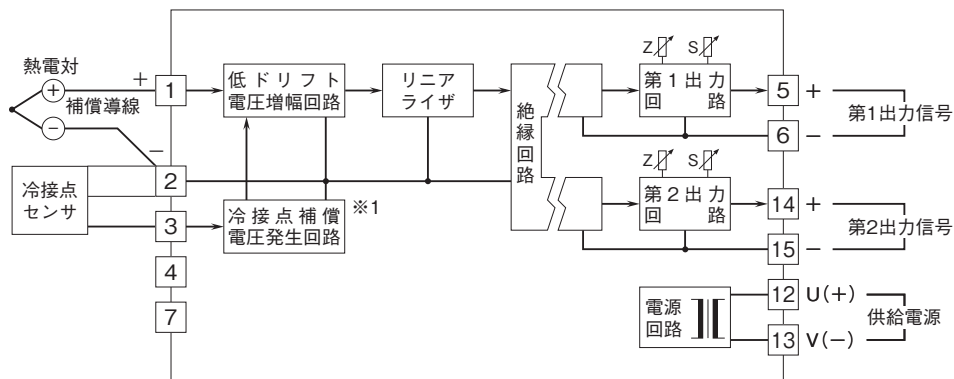 熱電対
+
補償導線
−
+
−
冷接点
センサ
1
2
3
4
7
低ドリフト
電圧増幅回路
リニア
ライザ
冷接点補償
電圧発生回路
※1
絶縁回路
Z
S
第1出力
回路
Z
S
第2出力
回路
電源
回路
5
+
6
−
第1出力信号
14
+
15
−
第2出力信号
12
U(+)
13
V(−)
供給電源